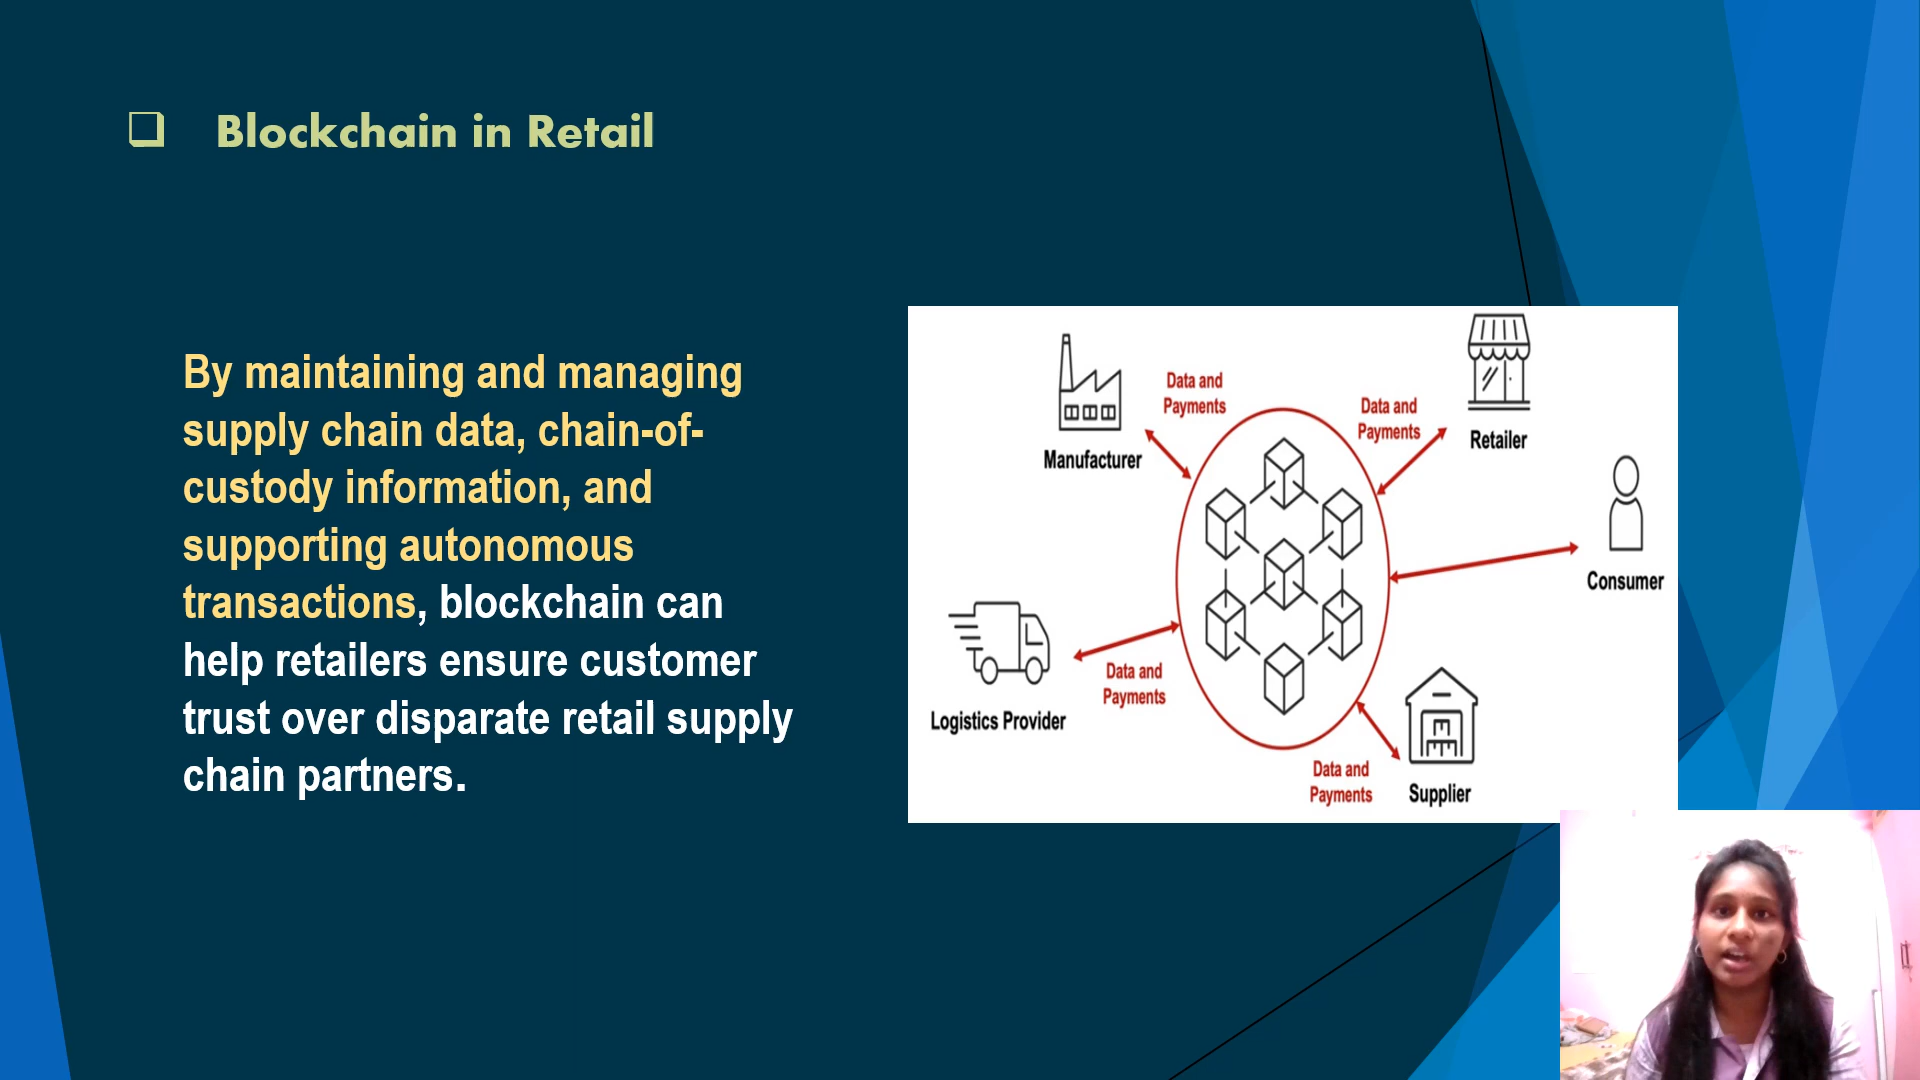 Blockchain in Retail
By maintaining and managing
supply chain data, chain-of-
custody information, and
supporting autonomous
transactions, blockchain can
help retailers ensure customer
trust over disparate retail supply
chain partners.
Data and
Payments
Manufacturer
Data and
Payments
Retailer
Consumer
Data and
Payments
Logistics Provider
Data and
Payments
Supplier